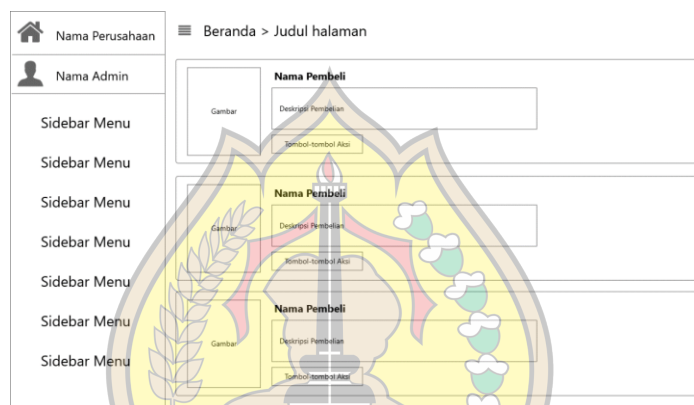 Nama Perusahaan
Beranda > Judul halaman
Nama Admin
Sidebar Menu
Sidebar Menu
Sidebar Menu
Sidebar Menu
Sidebar Menu
Sidebar Menu
Sidebar Menu
Gambar
Nama Pembeli
Deskripsi Pembelian
Tombol-tombol Aksi
Gambar
Nama Pembeli
Deskripsi Pembelian
Tombol-tombol Aksi
Gambar
Nama Pembeli
Deskripsi Pembelian
Tombol-tombol Aksi